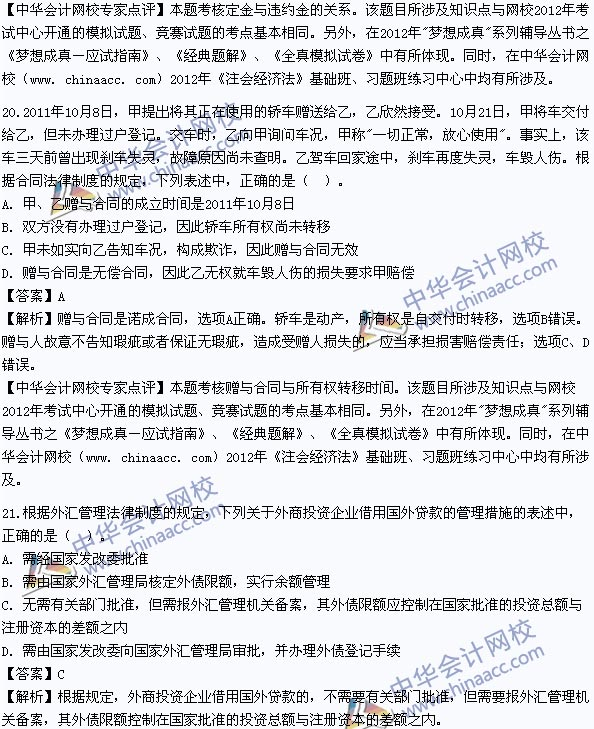 【中华会计网校专家点评】本题考核定金与违约金的关系。该题目所涉及知识点与网校2012年考
试中心开通的模拟试题、竞赛试题的考点基本相同。另外，在2012年"梦想成真"系列辅导丛书之
《梦想成真—应试指南》、《经典题解》、《全真模拟试卷》中有所体现。同时，在中华会计网
校（www. chinaacc. com）2012年《注会经济法》基础班、习题班练习中心中均有所涉及。
20.2011年10月8日，甲提出将其正在使用的轿车赠送给乙，乙欣然接受。10月21日，甲将车交付
给乙，但未办理过户登记。交车时，乙向甲询问车况，甲称"一切正常，放心使用"。事实上，该
车三天前曾出现刹车失灵，故障原因尚未查明。乙驾车回家途中，刹车再度失灵，车毁人伤。根
据合同法律制度的规定，下列表述中，正确的是（ ）。
A. 甲、乙赠与合同的成立时间是2011年10月8日
B. 双方没有办理过户登记，因此轿车所有权尚未转移
C. 甲未如实向乙告知车况，构成欺诈，因此赠与合同无效
D. 赠与合同是无偿合同，因此乙无权就车毁人伤的损失要求甲赔偿
【答案】A
【解析】赠与合同是诺成合同，选项A正确。轿车是动产，所有权是自交付时转移，选项B错误。
赠与人故意不告知瑕疵或者保证无瑕疵，造成受赠人损失的，应当承担损害赔偿责任；选项C、D
错误。
【中华会计网校专家点评】本题考核赠与合同与所有权转移时间。该题目所涉及知识点与网校
2012年考试中心开通的模拟试题、竞赛试题的考点基本相同。另外，在2012年"梦想成真"系列辅
导丛书之《梦想成真—应试指南》、《经典题解》、《全真模拟试卷》中有所体现。同时，在中
华会计网校（www. chinaacc. com）2012年《注会经济法》基础班、习题班练习中心中均有所涉
及。
21.根据外汇管理法律制度的规定，下列关于外商投资企业借用国外贷款的管理措施的表述中，
正确的是（ ）。
A. 需经国家发改委批准
B. 需由国家外汇管理局核定外债限额，实行余额管理
C. 无需有关部门批准，但需报外汇管理机关备案，其外债限额应控制在国家批准的投资总额与
注册资本的差额之内
D. 需由国家发改委向国家外汇管理局审批，并办理外债登记手续
【答案】C
【解析】根据规定，外商投资企业借用国外贷款的，不需要有关部门批准，但需要报外汇管理机
关备案，其外债限额控制在国家批准的投资总额与注册资本的差额之内。
中华会计网校
www.chinaacc.com
中华会计网校
www.chinaacc.com
中华会计网校
www.chinaacc.com
中华会计网校
www.chinaacc.com